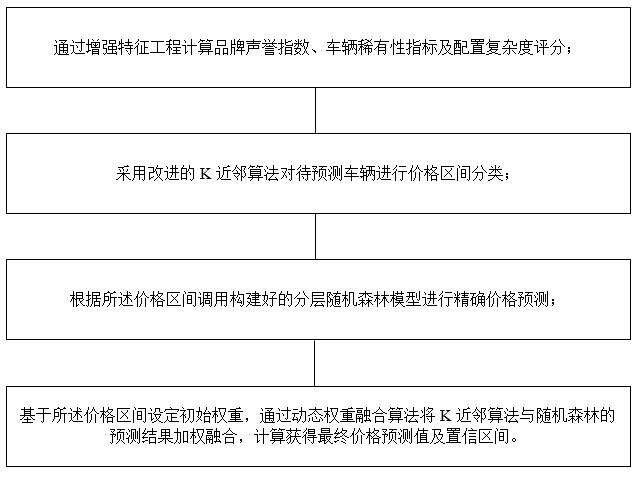 通过增强特征工程计算品牌声誉指数、车辆稀有性指标及配置复杂度评分；
采用改进的 K 近邻算法对待预测车辆进行价格区间分类；
根据所述价格区间调用构建好的分层随机森林模型进行精确价格预测；
基于所述价格区间设定初始权重，通过动态权重融合算法将 K 近邻算法与随机森林的
预测结果加权融合，计算获得最终价格预测值及置信区间。